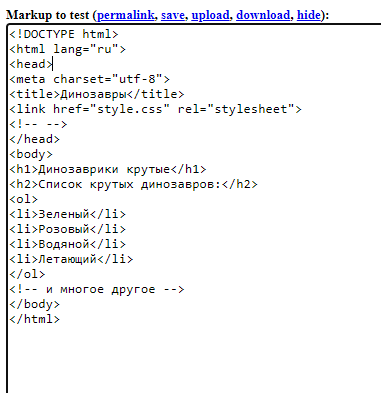 Markup to test (permalink, save, upload, download, hide):
<!DOCTYPE html>
<html lang="ru">
<head>
<meta charset="utf-8">
<title>Динозавры</title>
<link href="style.css" rel="stylesheet">
<!-- -->
</head>
<body>
<h1>Динозаврики крутые</h1>
<h2>Список крутых динозавров:</h2>
<ol>
<li>Зеленый</li>
<li>Розовый</li>
<li>Водяной</li>
<li>Летающий</li>
</ol>
<!-- и многое другое -->
</body>
</html>